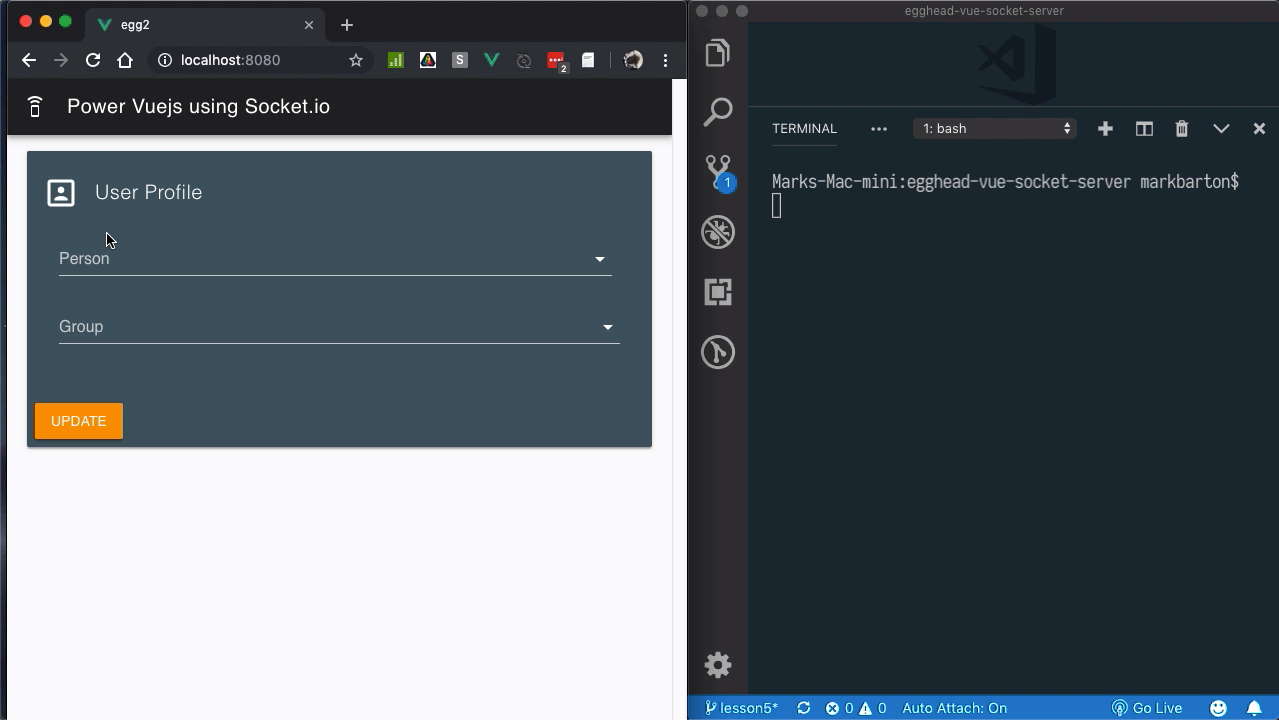 egg2
localhost:8080
S
2
Power Vuejs using Socket.io
User Profile
Person
Group
UPDATE
egghead-vue-socket-server
TERMINAL
1: bash
Marks-Mac-mini:egghead-vue-socket-server markbarton$
1
lesson5*
0
0
Auto Attach: On
Go Live